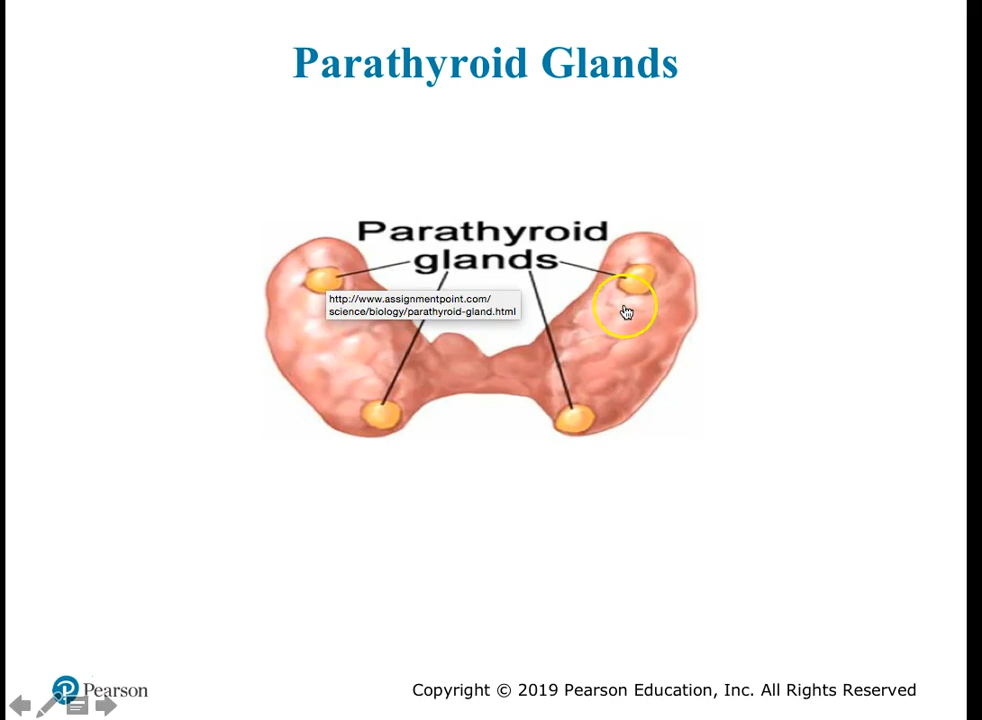 Parathyroid Glands
Parathyroid
glands
http://www.assignmentpoint.com/
science/biology/parathyroid-gland.html
Pearson
Copyright © 2019 Pearson Education, Inc. All Rights Reserved